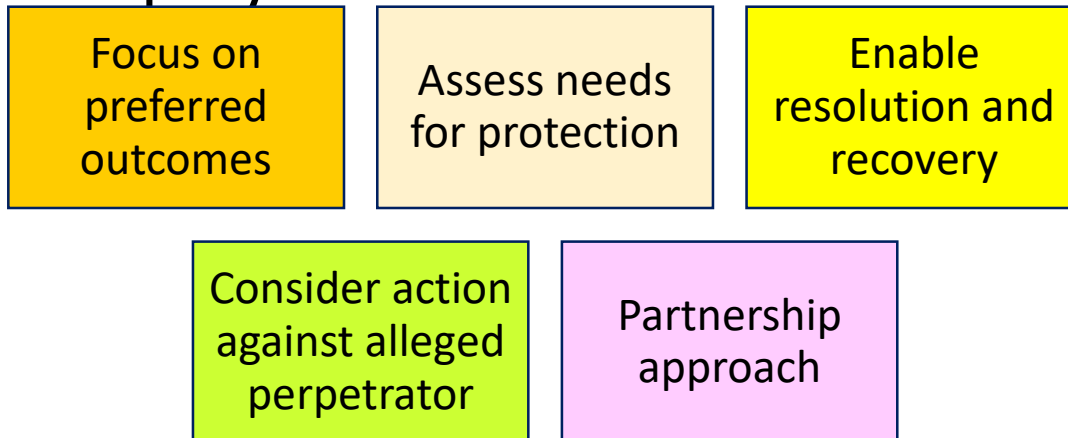 Focus on
preferred
outcomes
Assess needs
for protection
Enable
resolution and
recovery
Consider action
against alleged
perpetrator
Partnership
approach